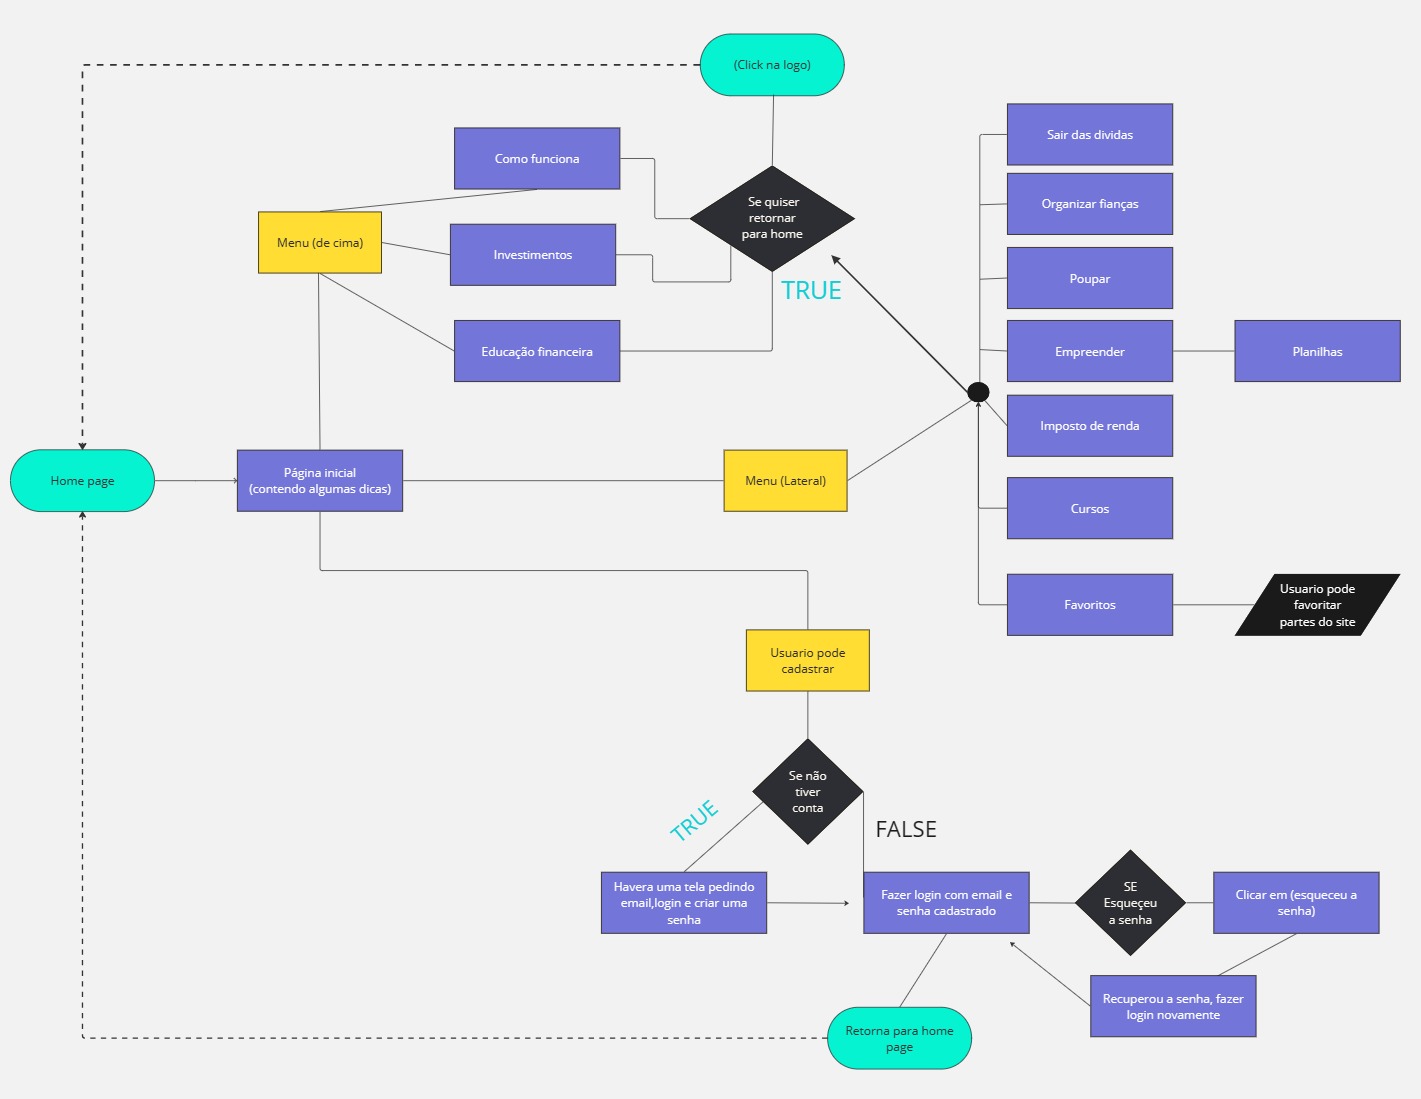 (Click na logo)
Como funciona
Sair das dividas
Se quiser
retornar
para home
Organizar fianças
Menu (de cima)
Investimentos
Poupar
TRUE
Educação financeira
Empreender
Planilhas
Imposto de renda
Home page
Página inicial
(contendo algumas dicas)
Menu (Lateral)
Cursos
Favoritos
Usuario pode
favoritar
partes do site
Usuario pode
cadastrar
Se não
tiver
conta
TRUE
FALSE
Havera uma tela pedindo
email,login e criar uma
senha
Fazer login com email e
senha cadastrado
SE
Esqueçeu
a senha
Clicar em (esqueceu a
senha)
Recuperou a senha, fazer
login novamente
Retorna para home
page